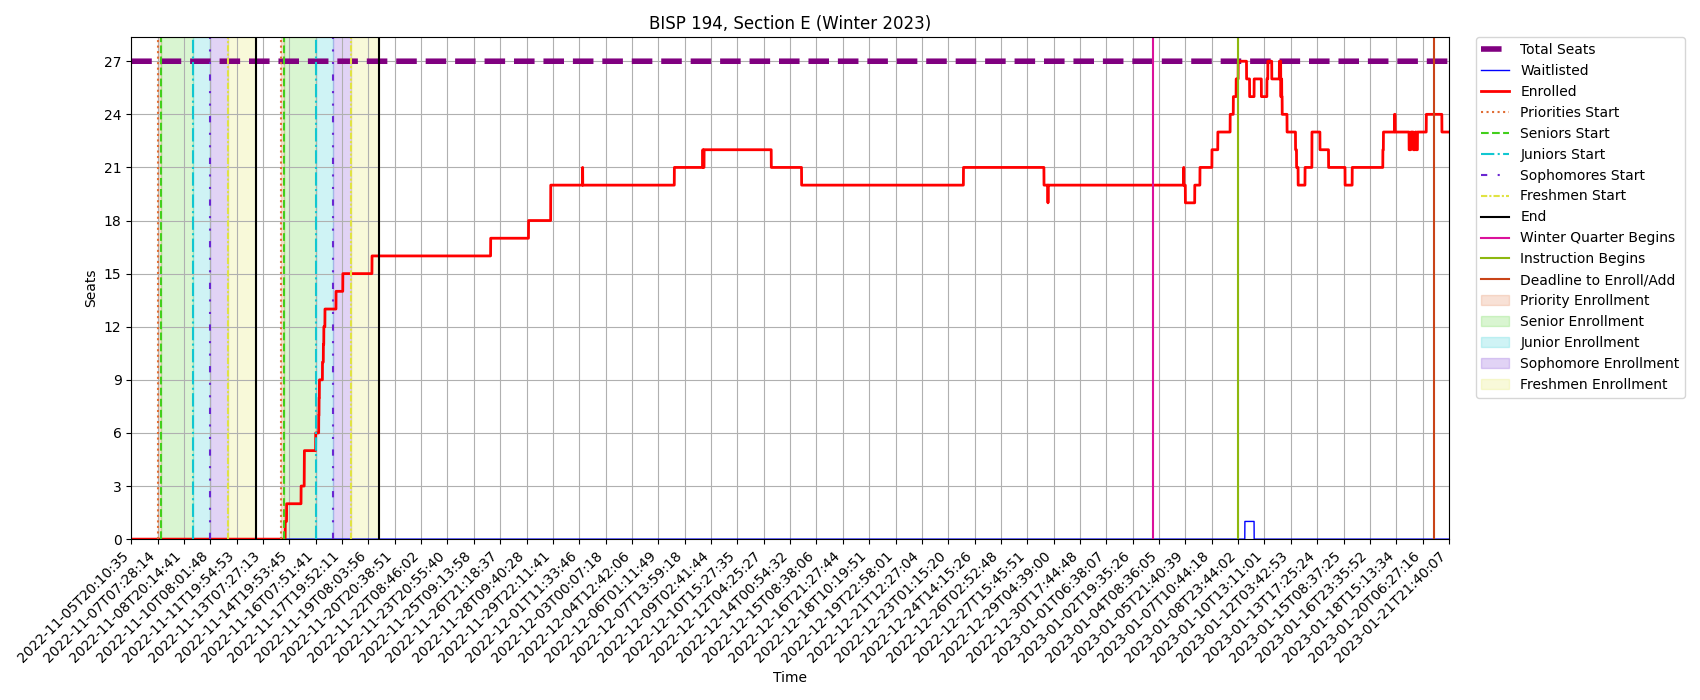 BISP 194, Section E (Winter 2023)
Seats
27
24
21
18
15
12
9
6
3
0
2022-11-05T20:10:35
2022-11-07T07:28:14
2022-11-08T20:14:41
2022-11-10T08:01:48
2022-11-11T19:54:53
2022-11-13T07:27:13
2022-11-14T19:53:45
2022-11-16T07:51:41
2022-11-17T19:52:11
2022-11-19T08:03:56
2022-11-20T20:38:51
2022-11-22T08:46:02
2022-11-23T20:55:40
2022-11-25T09:13:58
2022-11-26T21:18:37
2022-11-28T09:40:28
2022-11-29T22:11:41
2022-12-01T11:33:46
2022-12-03T00:07:18
2022-12-04T12:42:06
2022-12-06T01:11:49
2022-12-07T13:59:18
2022-12-09T02:41:44
2022-12-10T15:27:35
2022-12-12T04:25:27
2022-12-14T00:54:32
2022-12-15T08:38:06
2022-12-16T21:27:44
2022-12-18T10:19:51
2022-12-19T22:58:01
2022-12-21T12:27:04
2022-12-23T01:15:20
2022-12-24T14:15:26
2022-12-26T02:52:48
2022-12-27T15:45:51
2022-12-29T04:39:00
2022-12-30T17:44:48
2023-01-01T06:38:07
2023-01-02T19:35:26
2023-01-04T08:36:05
2023-01-05T21:40:39
2023-01-07T10:44:18
2023-01-08T23:44:02
2023-01-10T13:11:01
2023-01-12T03:42:53
2023-01-13T17:25:24
2023-01-15T08:37:25
2023-01-16T23:35:52
2023-01-18T15:13:34
2023-01-20T06:27:16
2023-01-21T21:40:07
Time
Total Seats
Waitlisted
Enrolled
Priorities Start
Seniors Start
Juniors Start
Sophomores Start
Freshmen Start
End
Winter Quarter Begins
Instruction Begins
Deadline to Enroll/Add
Priority Enrollment
Senior Enrollment
Junior Enrollment
Sophomore Enrollment
Freshmen Enrollment